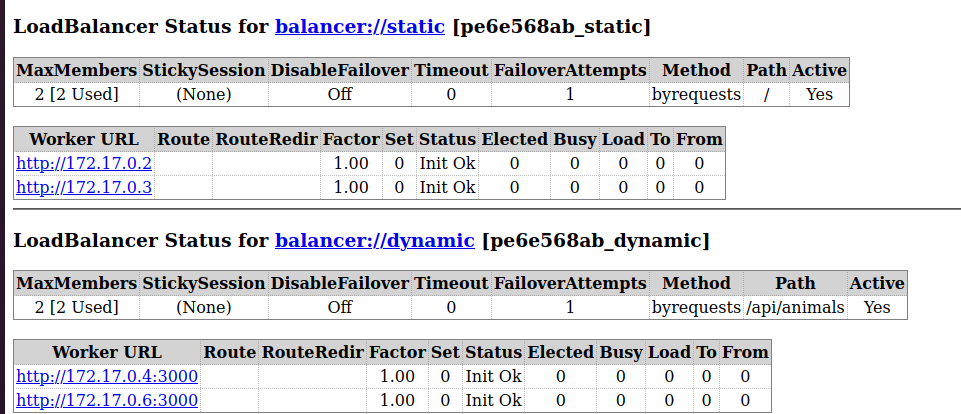 LoadBalancer Status for balancer://static [pe6e568ab_static]
MaxMembers StickySession DisableFailover Timeout FailoverAttempts Method Path Active
2 [2 Used] (None) Off 0 1 byrequests / Yes
Worker URL Route RouteRedir Factor Set Status Elected Busy Load To From
http://172.17.0.2 1.00 0 Init Ok 0 0 0 0 0
http://172.17.0.3 1.00 0 Init Ok 0 0 0 0 0
LoadBalancer Status for balancer://dynamic [pe6e568ab_dynamic]
MaxMembers StickySession DisableFailover Timeout FailoverAttempts Method Path Active
2 [2 Used] (None) Off 0 1 byrequests /api/animals Yes
Worker URL Route RouteRedir Factor Set Status Elected Busy Load To From
http://172.17.0.4:3000 1.00 0 Init Ok 0 0 0 0 0
http://172.17.0.6:3000 1.00 0 Init Ok 0 0 0 0 0